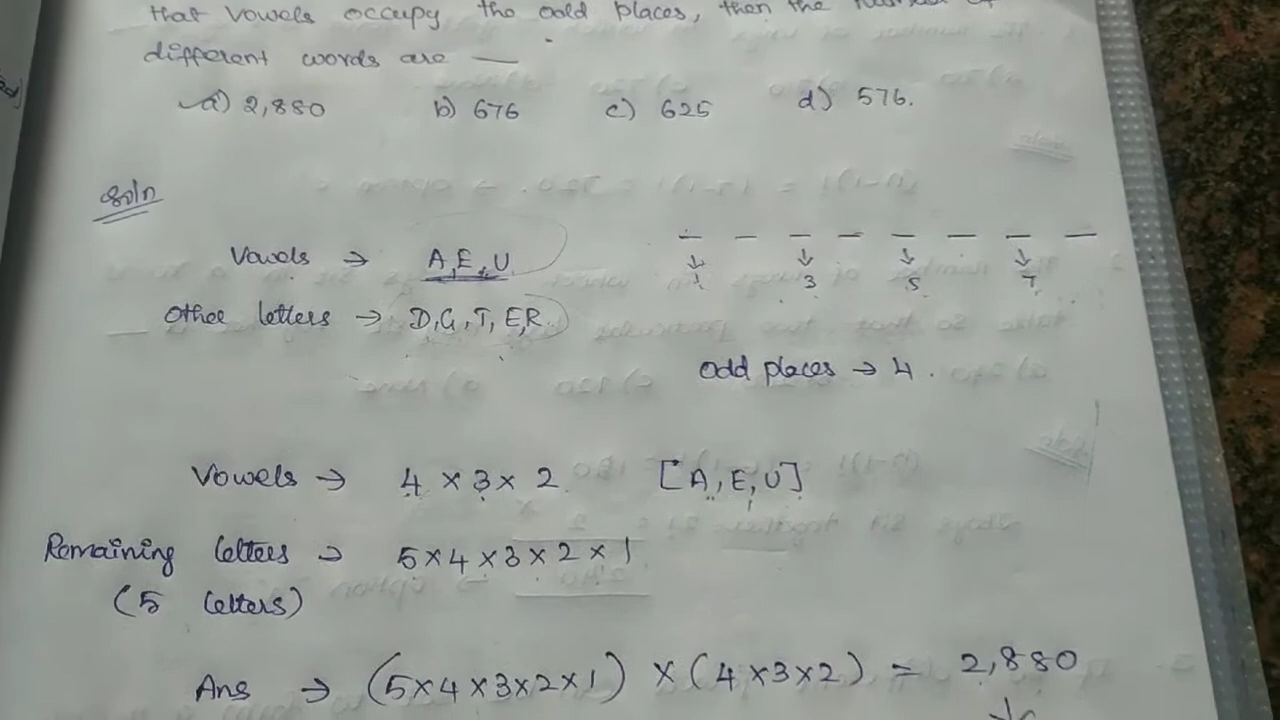 that vowels occupy the odd places, then the
different words are —
a) 2,880 b) 676 c) 625 d) 576.
Soln
Vowels → A, E, U
1 3 5 7
Other letters → D, G, T, E, R
Odd places → 4.
Vowels → 4 × 3 × 2 [A, E, U]
Remaining letters → 5 × 4 × 3 × 2 × 1
(5 letters)
Ans → (5×4×3×2×1) × (4×3×2) = 2,880